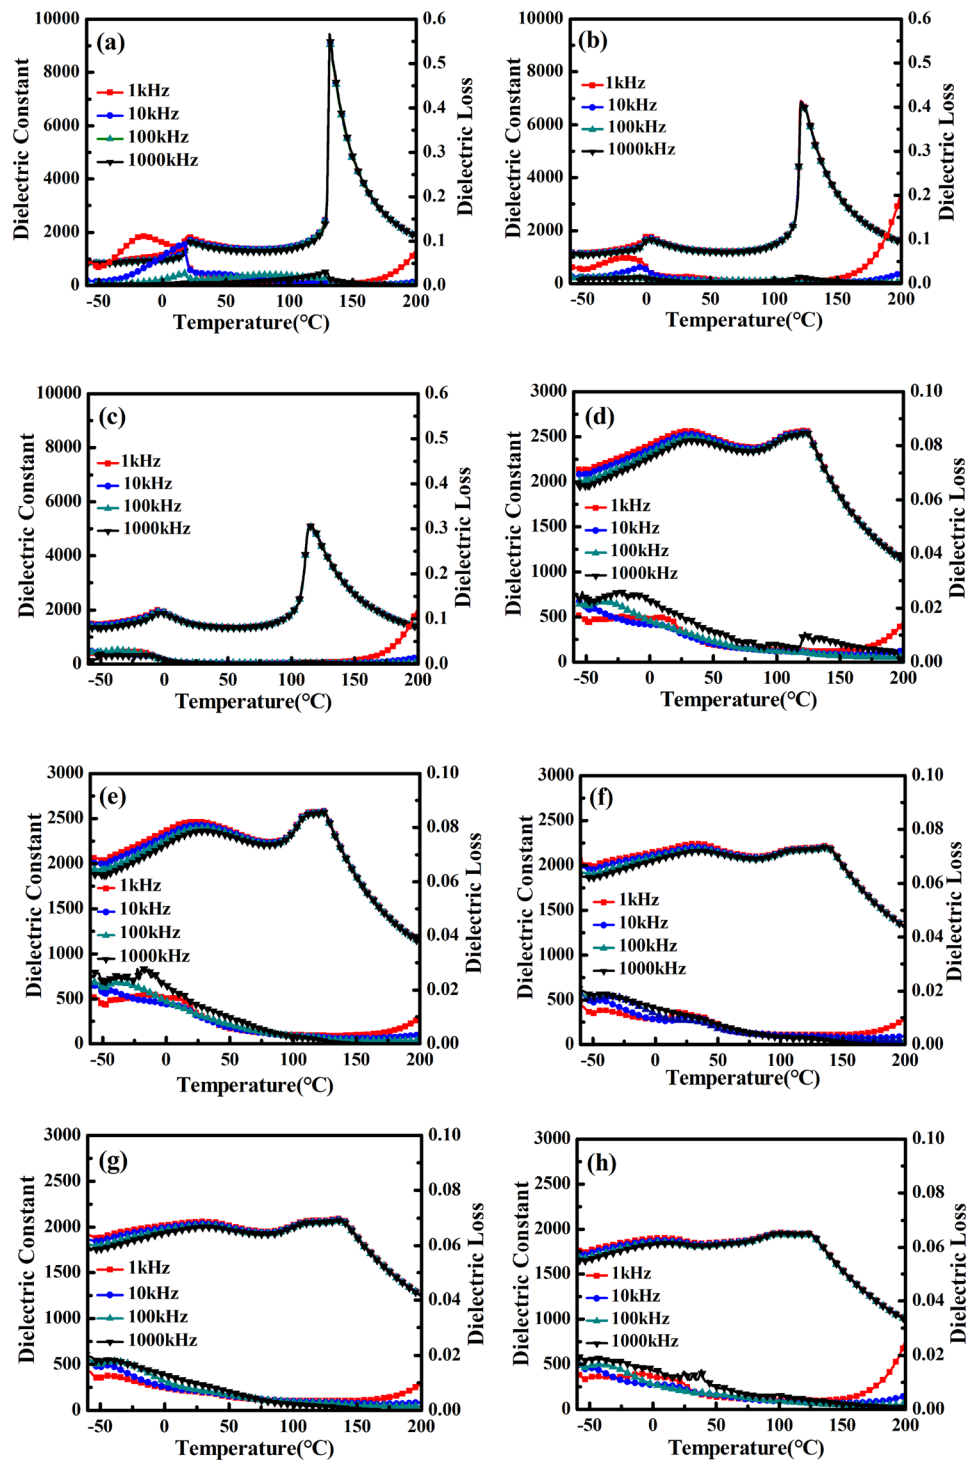 (a)
1kHz
10kHz
100kHz
1000kHz
Dielectric Constant
10000
8000
6000
4000
2000
0
0.6
0.5
0.4
0.3
0.2
0.1
0.0
Dielectric Loss
-50 0 50 100 150 200
Temperature(°C)
(b)
1kHz
10kHz
100kHz
1000kHz
Dielectric Constant
10000
8000
6000
4000
2000
0
0.6
0.5
0.4
0.3
0.2
0.1
0.0
Dielectric Loss
-50 0 50 100 150 200
Temperature(°C)
(c)
1kHz
10kHz
100kHz
1000kHz
Dielectric Constant
10000
8000
6000
4000
2000
0
0.6
0.5
0.4
0.3
0.2
0.1
0.0
Dielectric Loss
-50 0 50 100 150 200
Temperature(°C)
(d)
1kHz
10kHz
100kHz
1000kHz
Dielectric Constant
3000
2500
2000
1750
1250
750
500
0
0.10
0.08
0.06
0.04
0.02
0.00
Dielectric Loss
-50 0 50 100 150 200
Temperature(°C)
(e)
1kHz
10kHz
100kHz
1000kHz
Dielectric Constant
3000
2500
2000
1500
1000
500
0
0.10
0.08
0.06
0.04
0.02
0.00
Dielectric Loss
-50 0 50 100 150 200
Temperature(°C)
(f)
1kHz
10kHz
100kHz
1000kHz
Dielectric Constant
3000
2500
2000
1500
1000
500
0
0.10
0.08
0.06
0.04
0.02
0.00
Dielectric Loss
-50 0 50 100 150 200
Temperature(°C)
(g)
1kHz
10kHz
100kHz
1000kHz
Dielectric Constant
3000
2500
2000
1500
1000
500
0
0.10
0.08
0.06
0.04
0.02
0.00
Dielectric Loss
-50 0 50 100 150 200
Temperature(°C)
(h)
1kHz
10kHz
100kHz
1000kHz
Dielectric Constant
3000
2500
2000
1500
1000
500
0
0.10
0.08
0.06
0.04
0.02
0.00
Dielectric Loss
-50 0 50 100 150 200
Temperature(°C)